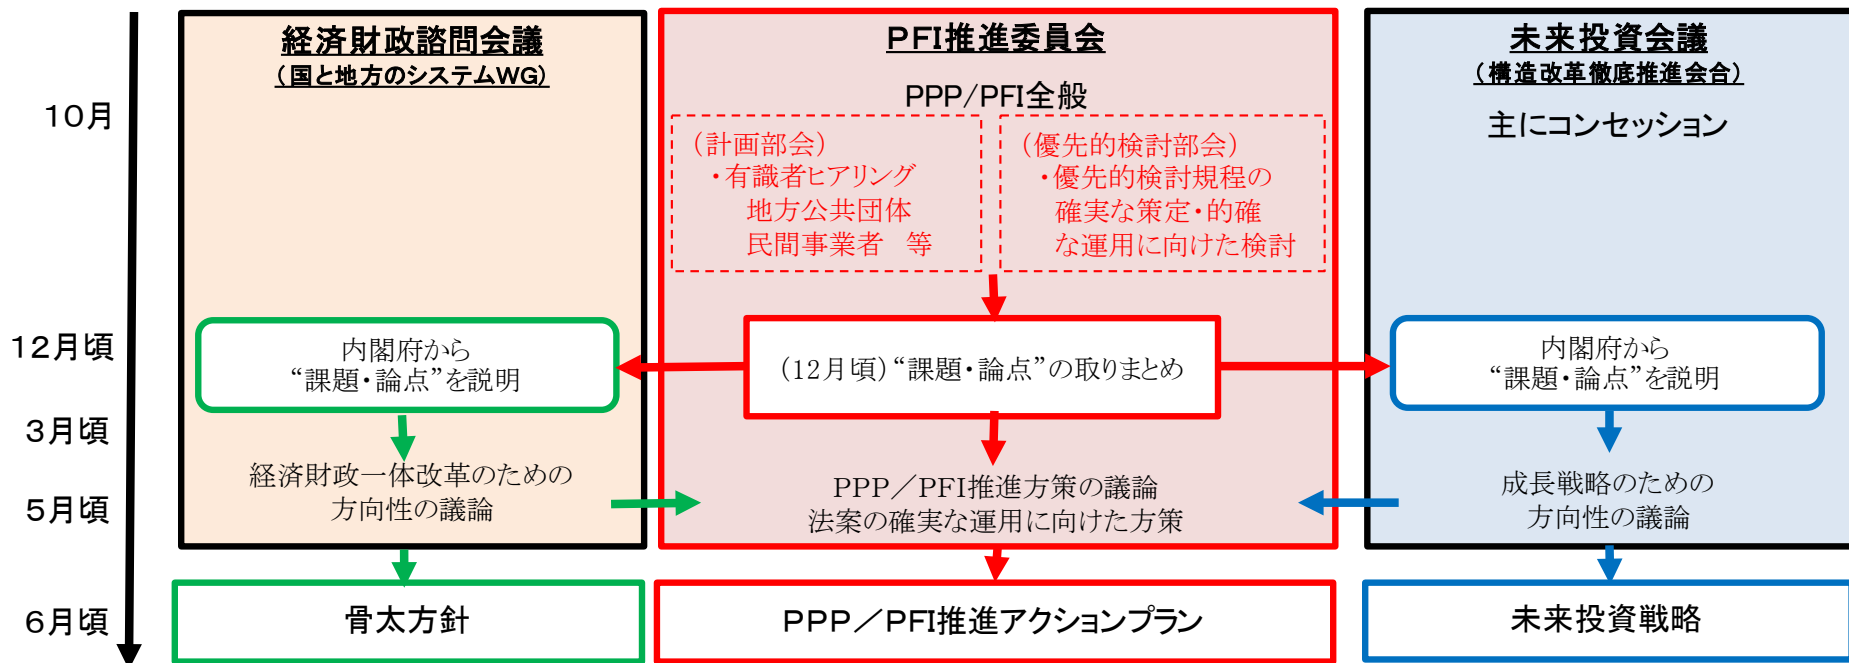 経済財政諮問会議
(国と地方のシステムWG)
PFI推進委員会
PPP/PFI全般
未来投資会議
(構造改革徹底推進会合)
主にコンセッション
10月
(計画部会)
・有識者ヒアリング
地方公共団体
民間事業者　等
(優先的検討部会)
・優先的検討規程の
確実な策定・的確
な運用に向けた検討
12月頃
内閣府から
“課題・論点”を説明
(12月頃)“課題・論点”の取りまとめ
内閣府から
“課題・論点”を説明
3月頃
5月頃
経済財政一体改革のための
方向性の議論
PPP／PFI推進方策の議論
法案の確実な運用に向けた方策
成長戦略のための
方向性の議論
6月頃
骨太方針
PPP／PFI推進アクションプラン
未来投資戦略